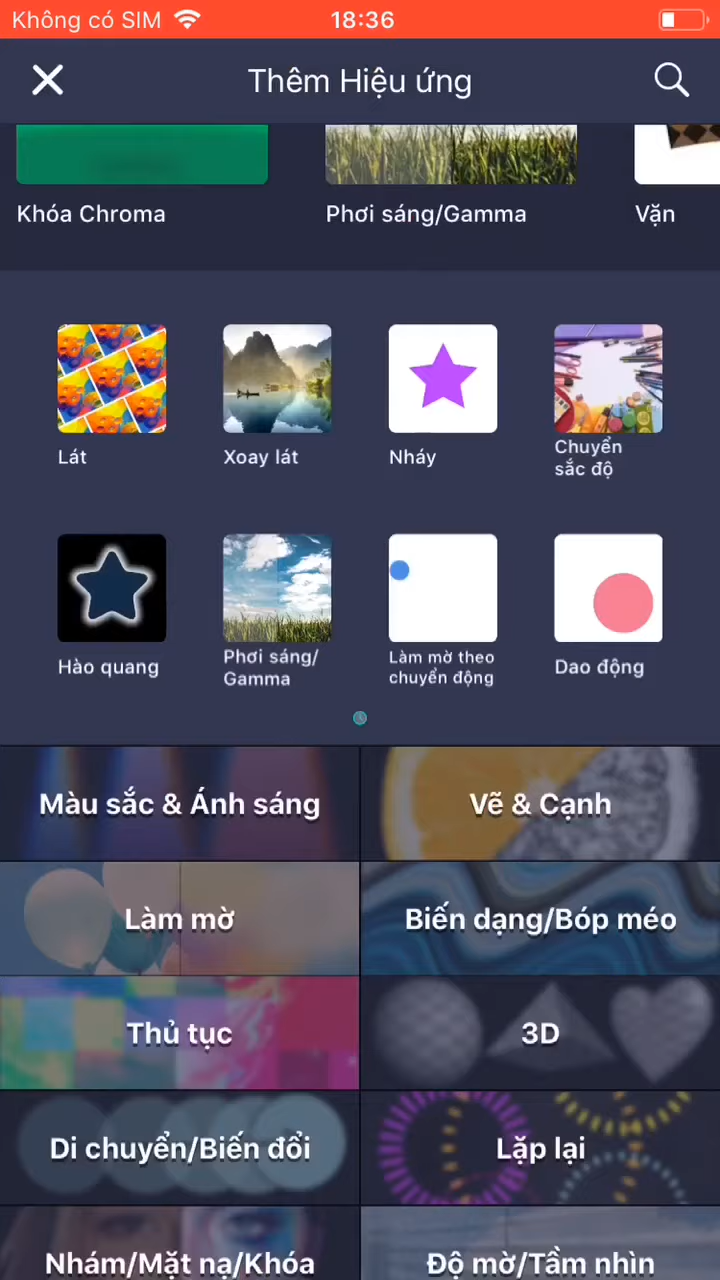 Không có SIM 18:36
Thêm Hiệu ứng
Khóa Chroma Phơi sáng/Gamma Vặn
Lát Xoay lát Nháy Chuyển
sắc độ
Hào quang Phơi sáng/
Gamma Làm mờ theo
chuyển động Dao động
Màu sắc & Ánh sáng Vẽ & Cạnh
Làm mờ Biến dạng/Bóp méo
Thủ tục 3D
Di chuyển/Biến đổi Lặp lại
Nhám/Mặt nạ/Khóa Độ mờ/Tầm nhìn